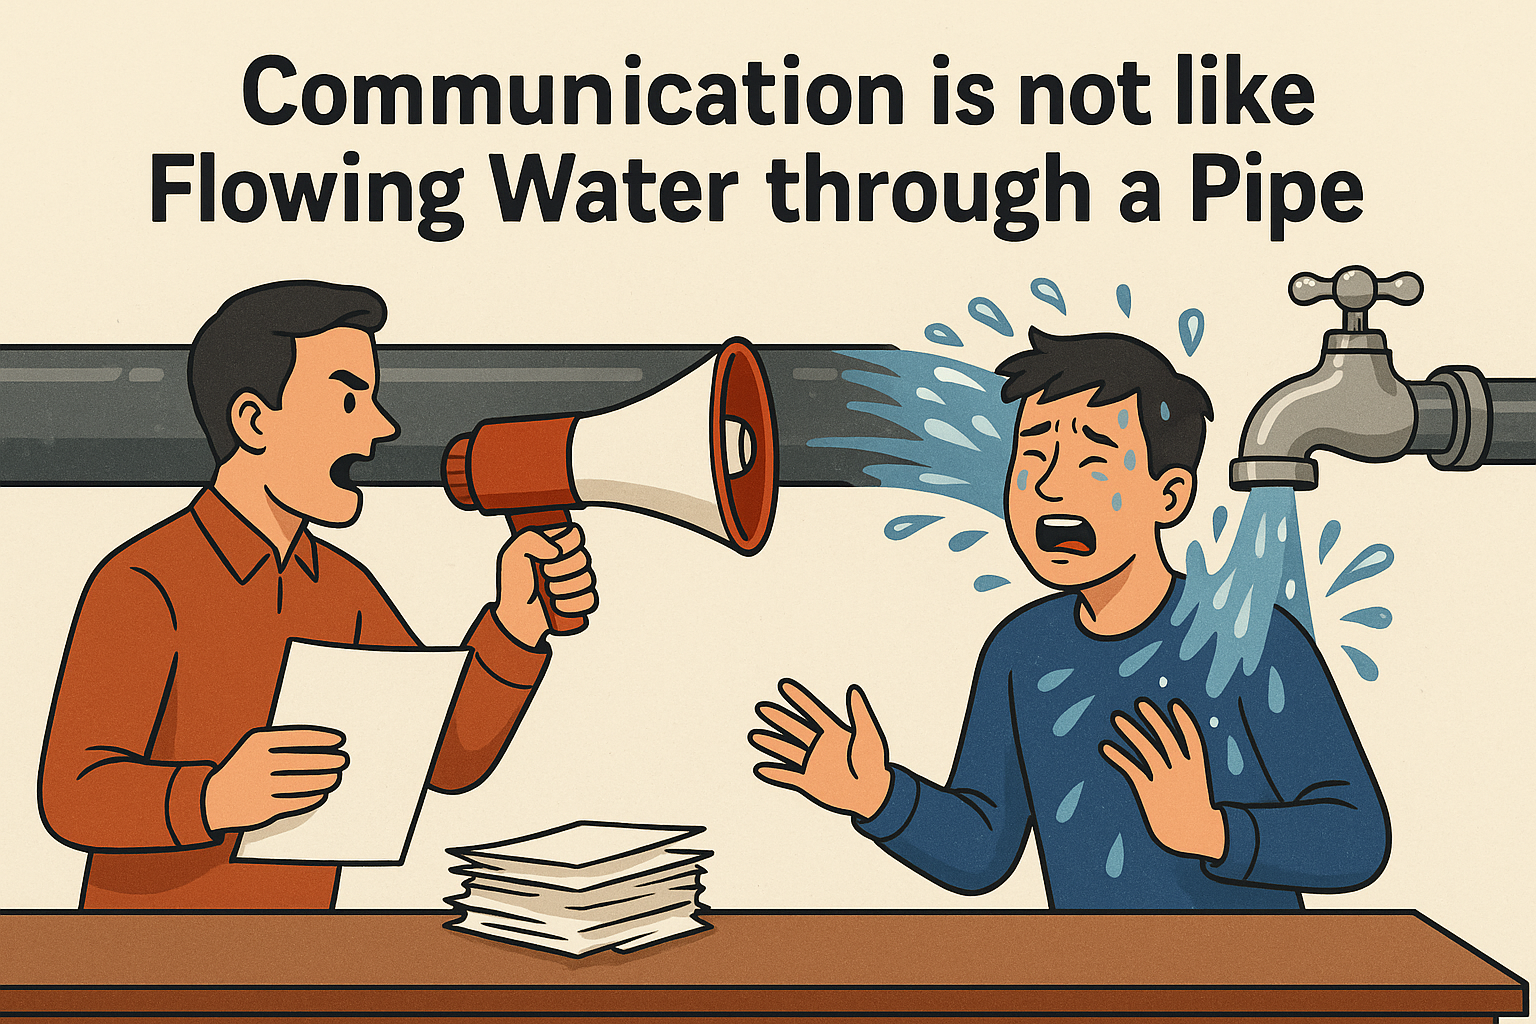 Communication is not like
Flowing Water through a Pipe